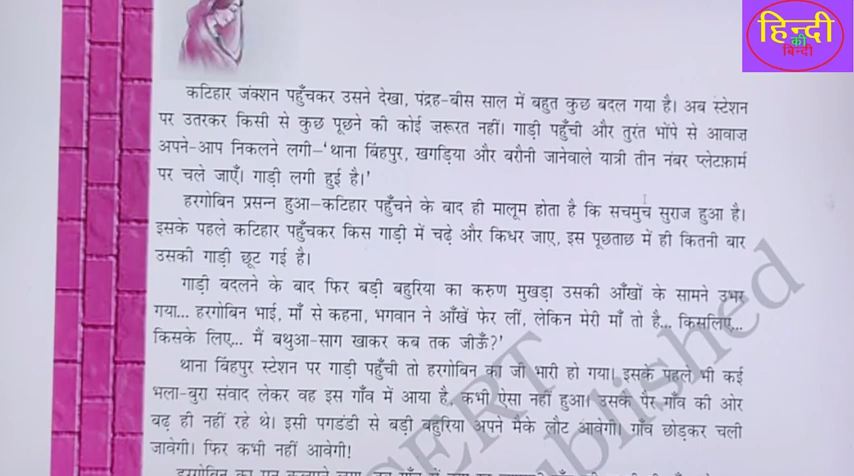 हिन्दी
की
बिन्दी
कटिहार जंक्शन पहुँचकर उसने देखा, पंद्रह-बीस साल में बहुत कुछ बदल गया है। अब स्टेशन
पर उतरकर किसी से कुछ पूछने की कोई जरूरत नहीं। गाड़ी पहुँची और तुरंत भोंपे से आवाज
अपने-आप निकलने लगी–‘थाना बिंहपुर, खगड़िया और बरौनी जानेवाले यात्री तीन नंबर प्लेटफ़ार्म
पर चले जाएँ। गाड़ी लगी हुई है।’
हरगोबिन प्रसन्न हुआ–कटिहार पहुँचने के बाद ही मालूम होता है कि सचमुच सुराज हुआ है।
इसके पहले कटिहार पहुँचकर किस गाड़ी में चढ़े और किधर जाए, इस पूछताछ में ही कितनी बार
उसकी गाड़ी छूट गई है।
गाड़ी बदलने के बाद फिर बड़ी बहुरिया का करुण मुखड़ा उसकी आँखों के सामने उभर
गया... हरगोबिन भाई, माँ से कहना, भगवान ने आँखें फेर लीं, लेकिन मेरी माँ तो है... किसलिए...
किसके लिए... मैं बथुआ-साग खाकर कब तक जीऊँ?’
थाना बिंहपुर स्टेशन पर गाड़ी पहुँची तो हरगोबिन का जी भारी हो गया। इसके पहले भी कई
भला-बुरा संवाद लेकर वह इस गाँव में आया है, कभी ऐसा नहीं हुआ। उसके पैर गाँव की ओर
बढ़ ही नहीं रहे थे। इसी पगडंडी से बड़ी बहुरिया अपने मैके लौट आवेगी। गाँव छोड़कर चली
जावेगी। फिर कभी नहीं आवेगी!